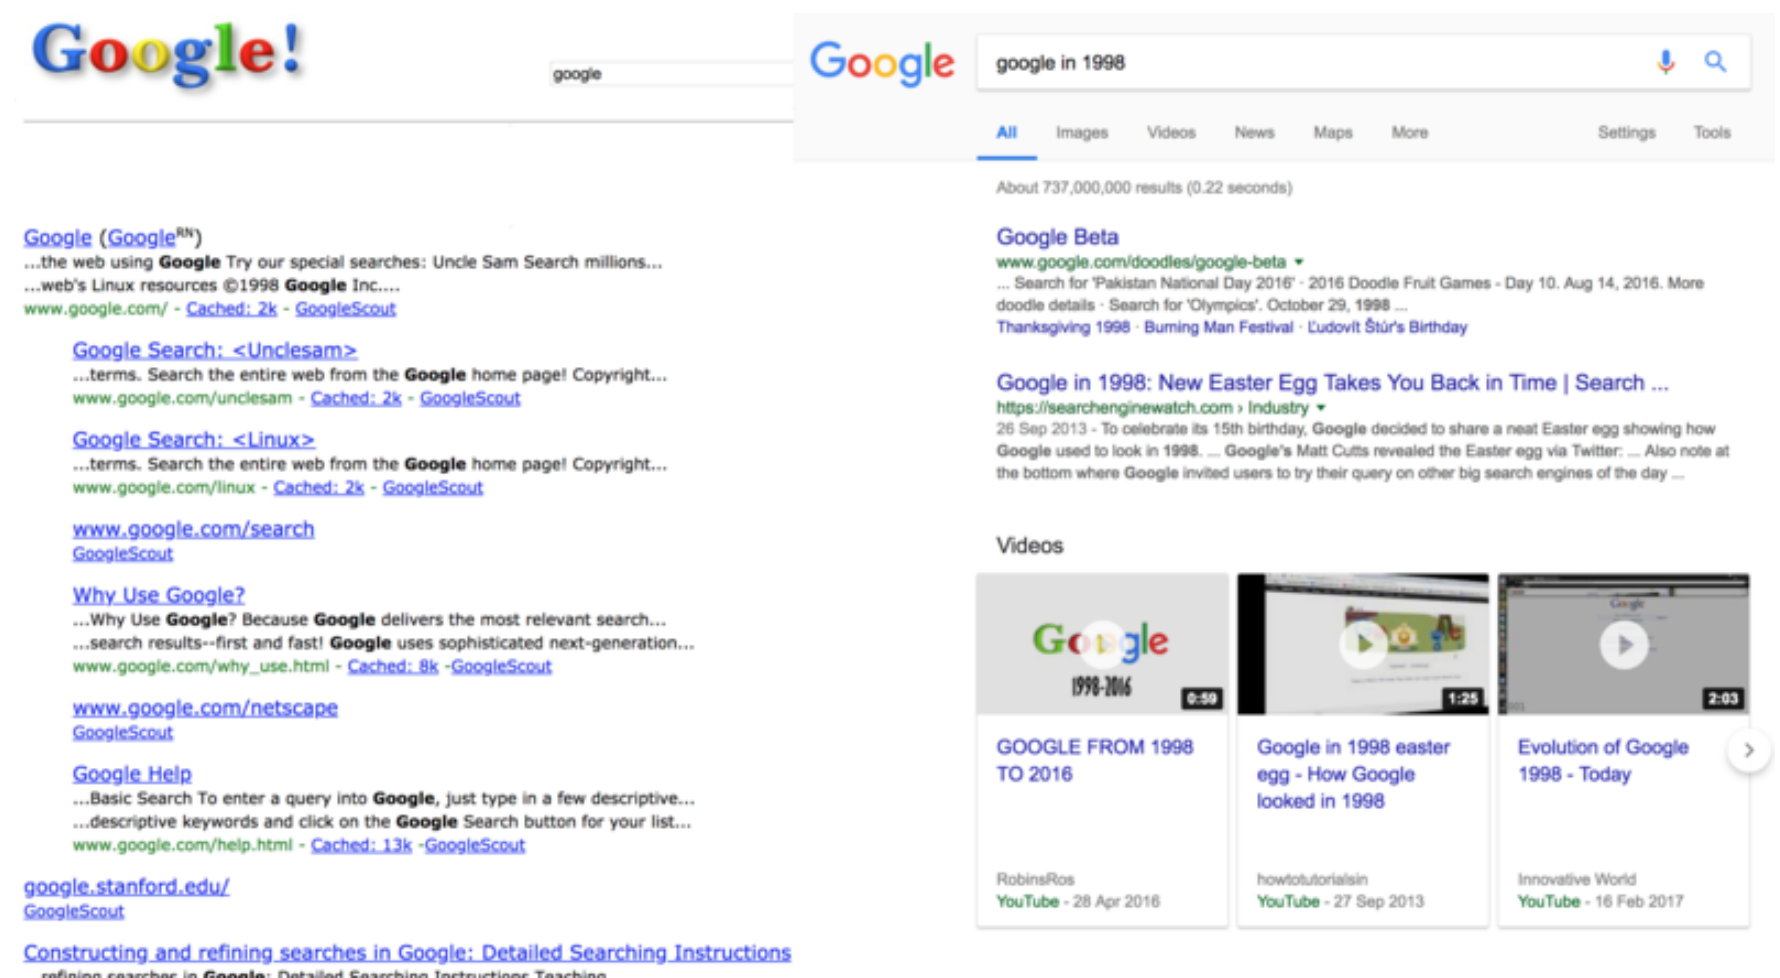 Google!
google
Google (GoogleRN)
...the web using Google Try our special searches: Uncle Sam Search millions...
...web's Linux resources ©1998 Google Inc....
www.google.com/ - Cached: 2k - GoogleScout
Google Search: <Unclesam>
...terms. Search the entire web from the Google home page! Copyright...
www.google.com/unclesam - Cached: 2k - GoogleScout
Google Search: <Linux>
...terms. Search the entire web from the Google home page! Copyright...
www.google.com/linux - Cached: 2k - GoogleScout
www.google.com/search
GoogleScout
Why Use Google?
...Why Use Google? Because Google delivers the most relevant search...
...search results--first and fast! Google uses sophisticated next-generation...
www.google.com/why_use.html - Cached: 8k -GoogleScout
www.google.com/netscape
GoogleScout
Google Help
...Basic Search To enter a query into Google, just type in a few descriptive...
...descriptive keywords and click on the Google Search button for your list...
www.google.com/help.html - Cached: 13k -GoogleScout
google.stanford.edu/
GoogleScout
Constructing and refining searches in Google: Detailed Searching Instructions
...refining searches in Google: Detailed Searching Instructions Teaching
Google
google in 1998
All Images Videos News Maps More Settings Tools
About 737,000,000 results (0.22 seconds)
Google Beta
www.google.com/doodles/google-beta
... Search for 'Pakistan National Day 2016' · 2016 Doodle Fruit Games - Day 10. Aug 14, 2016. More
doodle details · Search for 'Olympics'. October 29, 1998 ...
Thanksgiving 1998 · Burning Man Festival · Ľudovít Štúr's Birthday
Google in 1998: New Easter Egg Takes You Back in Time | Search ...
https://searchenginewatch.com › Industry
26 Sep 2013 - To celebrate its 15th birthday, Google decided to share a neat Easter egg showing how
Google used to look in 1998. ... Google's Matt Cutts revealed the Easter egg via Twitter: ... Also note at
the bottom where Google invited users to try their query on other big search engines of the day ...
Videos
Google
1998-2016
0:59
1:25
Google
2:03
GOOGLE FROM 1998
TO 2016
RobinsRos
YouTube - 28 Apr 2016
Google in 1998 easter
egg - How Google
looked in 1998
howtotutorialsin
YouTube - 27 Sep 2013
Evolution of Google
1998 - Today
Innovative World
YouTube - 16 Feb 2017